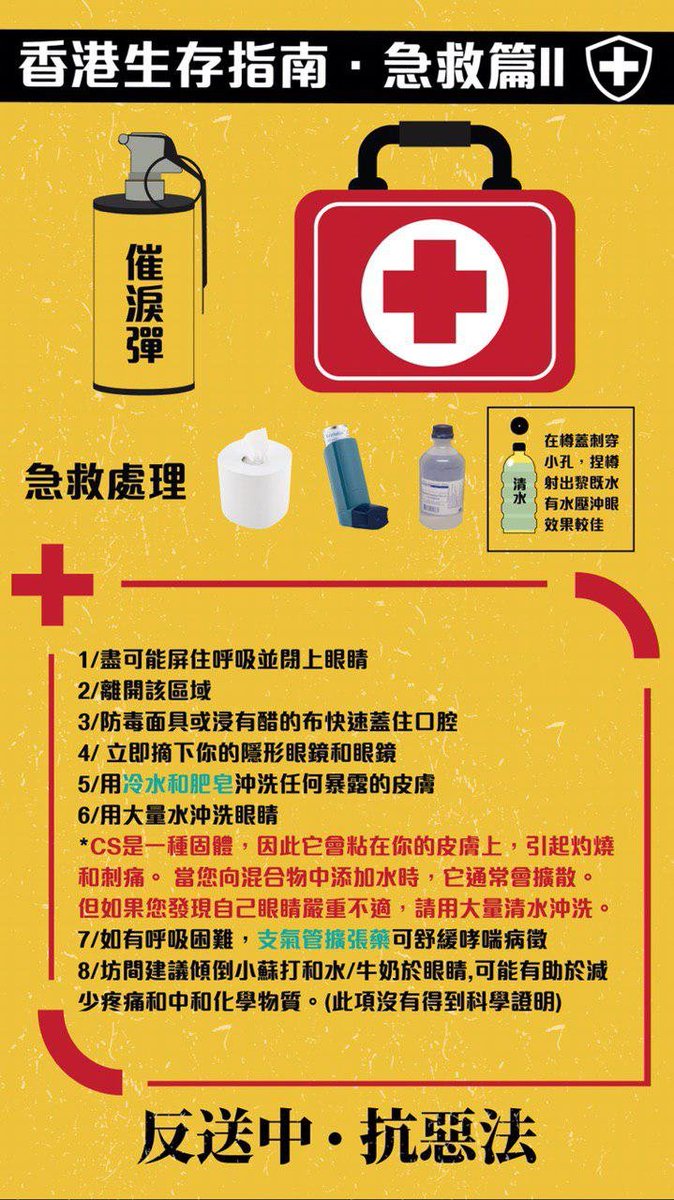 香港生存指南·急救篇II
催淚彈
急救處理
清水
在樽蓋刺穿
小孔，捏樽
射出黎既水
有水壓沖眼
效果較佳
1/盡可能屏住呼吸並閉上眼睛
2/離開該區域
3/防毒面具或浸有醋的布快速蓋住口腔
4/ 立即摘下你的隱形眼鏡和眼鏡
5/用冷水和肥皂沖洗任何暴露的皮膚
6/用大量水沖洗眼睛
*CS是一種固體，因此它會粘在你的皮膚上，引起灼燒
和刺痛。 當您向混合物中添加水時，它通常會擴散。
但如果您發現自己眼睛嚴重不適，請用大量清水沖洗。
7/如有呼吸困難，支氣管擴張藥可舒緩哮喘病徵
8/坊間建議傾倒小蘇打和水/牛奶於眼睛,可能有助於減
少疼痛和中和化學物質。(此項沒有得到科學證明)
反送中·抗惡法